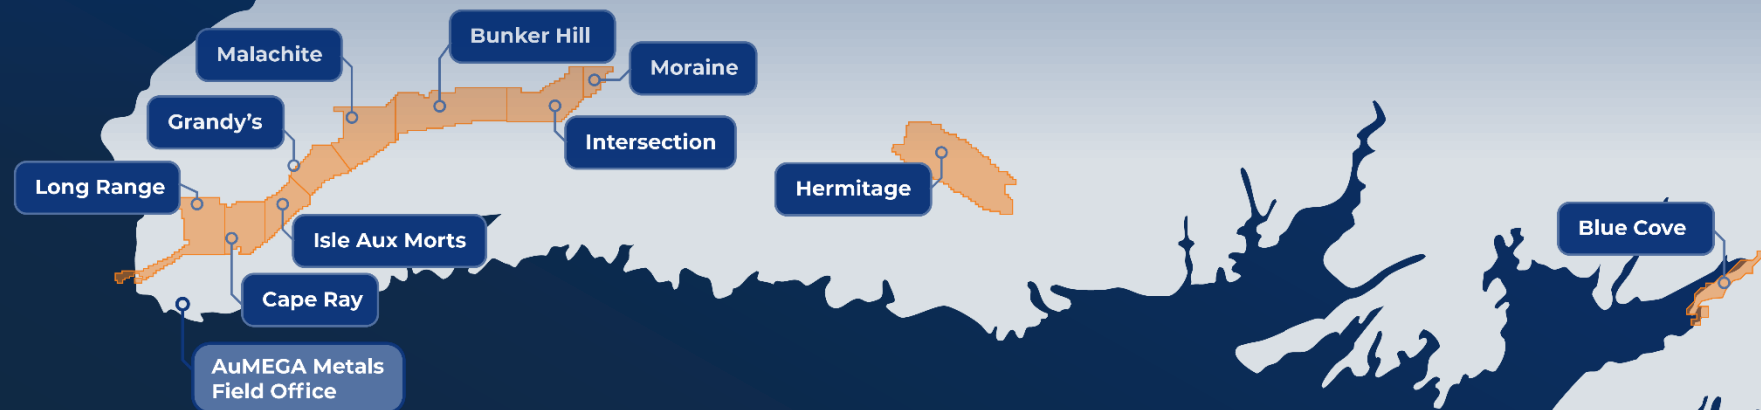 Bunker Hill
Malachite
Moraine
Grandy’s
Intersection
Long Range
Hermitage
Blue Cove
Isle Aux Morts
Cape Ray
AuMEGA Metals
Field Office